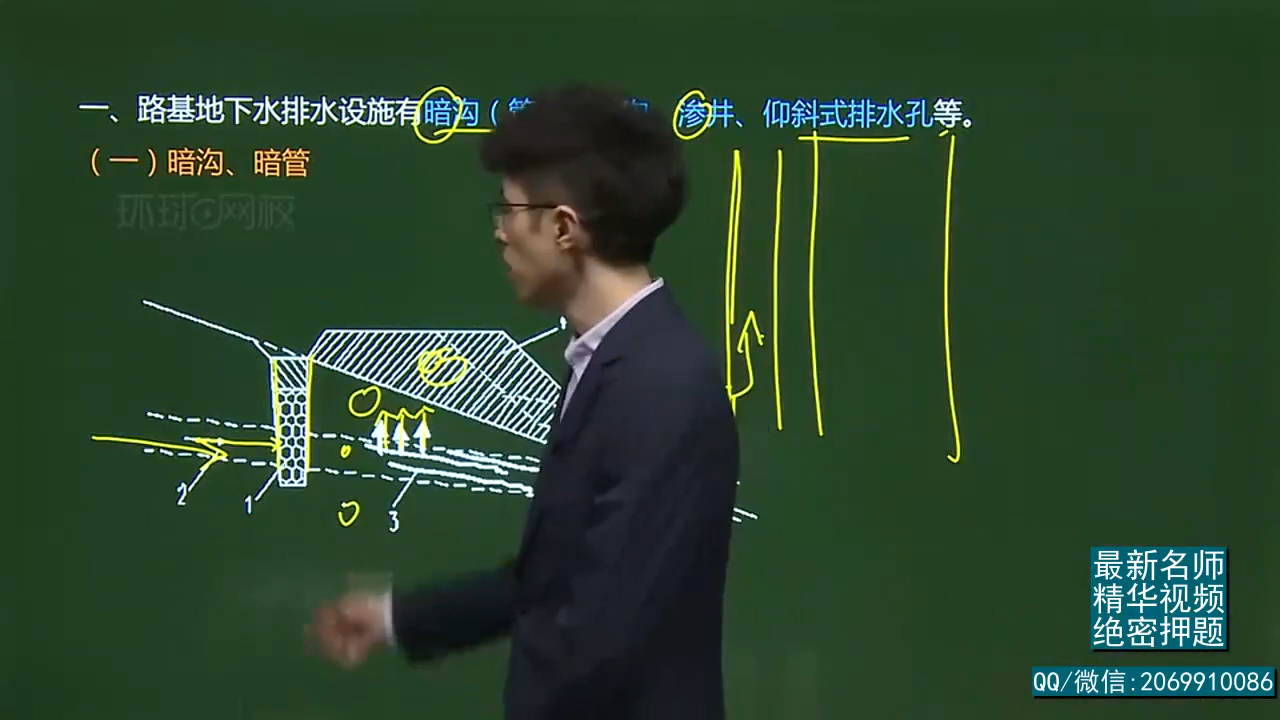 一、路基地下水排水设施有暗沟（管 渗井、仰斜式排水孔等。
（一）暗沟、暗管
环球网校
2
1
3
最新名师
精华视频
绝密押题
QQ/微信:2069910086